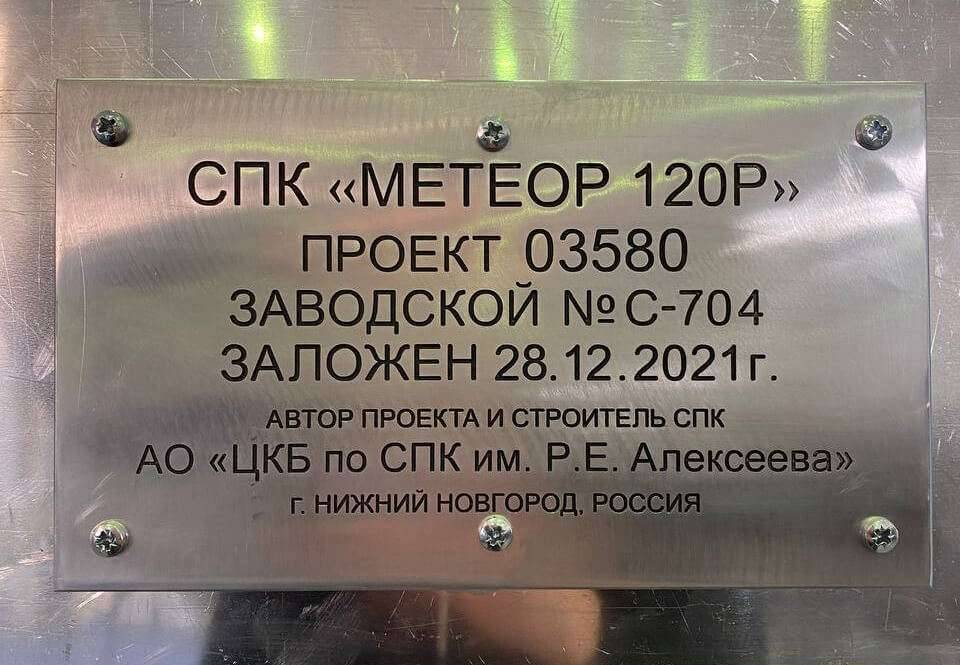 СПК «МЕТЕОР 120Р»
ПРОЕКТ 03580
ЗАВОДСКОЙ № С-704
ЗАЛОЖЕН 28.12.2021г.
АВТОР ПРОЕКТА И СТРОИТЕЛЬ СПК
АО «ЦКБ по СПК им. Р.Е. Алексеева»
г. НИЖНИЙ НОВГОРОД, РОССИЯ